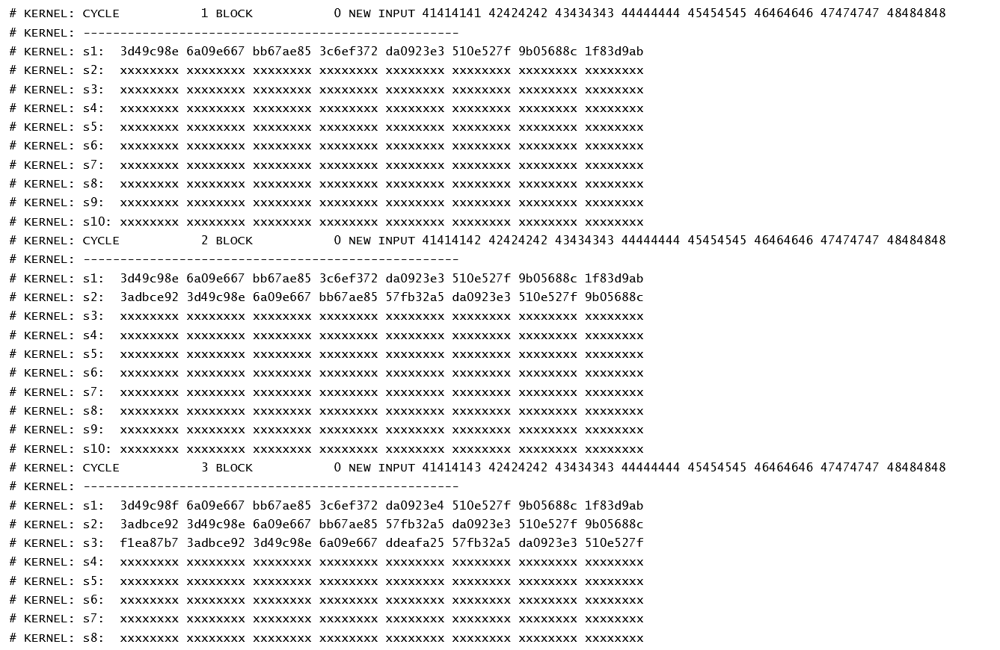 # KERNEL: CYCLE           1 BLOCK           0 NEW INPUT 41414141 42424242 43434343 44444444 45454545 46464646 47474747 48484848
# KERNEL: ---------------------------------------------------
# KERNEL: s1:  3d49c98e 6a09e667 bb67ae85 3c6ef372 da0923e3 510e527f 9b05688c 1f83d9ab
# KERNEL: s2:  xxxxxxxx xxxxxxxx xxxxxxxx xxxxxxxx xxxxxxxx xxxxxxxx xxxxxxxx xxxxxxxx
# KERNEL: s3:  xxxxxxxx xxxxxxxx xxxxxxxx xxxxxxxx xxxxxxxx xxxxxxxx xxxxxxxx xxxxxxxx
# KERNEL: s4:  xxxxxxxx xxxxxxxx xxxxxxxx xxxxxxxx xxxxxxxx xxxxxxxx xxxxxxxx xxxxxxxx
# KERNEL: s5:  xxxxxxxx xxxxxxxx xxxxxxxx xxxxxxxx xxxxxxxx xxxxxxxx xxxxxxxx xxxxxxxx
# KERNEL: s6:  xxxxxxxx xxxxxxxx xxxxxxxx xxxxxxxx xxxxxxxx xxxxxxxx xxxxxxxx xxxxxxxx
# KERNEL: s7:  xxxxxxxx xxxxxxxx xxxxxxxx xxxxxxxx xxxxxxxx xxxxxxxx xxxxxxxx xxxxxxxx
# KERNEL: s8:  xxxxxxxx xxxxxxxx xxxxxxxx xxxxxxxx xxxxxxxx xxxxxxxx xxxxxxxx xxxxxxxx
# KERNEL: s9:  xxxxxxxx xxxxxxxx xxxxxxxx xxxxxxxx xxxxxxxx xxxxxxxx xxxxxxxx xxxxxxxx
# KERNEL: s10: xxxxxxxx xxxxxxxx xxxxxxxx xxxxxxxx xxxxxxxx xxxxxxxx xxxxxxxx xxxxxxxx
# KERNEL: CYCLE           2 BLOCK           0 NEW INPUT 41414142 42424242 43434343 44444444 45454545 46464646 47474747 48484848
# KERNEL: ---------------------------------------------------
# KERNEL: s1:  3d49c98e 6a09e667 bb67ae85 3c6ef372 da0923e3 510e527f 9b05688c 1f83d9ab
# KERNEL: s2:  3adbce92 3d49c98e 6a09e667 bb67ae85 57fb32a5 da0923e3 510e527f 9b05688c
# KERNEL: s3:  xxxxxxxx xxxxxxxx xxxxxxxx xxxxxxxx xxxxxxxx xxxxxxxx xxxxxxxx xxxxxxxx
# KERNEL: s4:  xxxxxxxx xxxxxxxx xxxxxxxx xxxxxxxx xxxxxxxx xxxxxxxx xxxxxxxx xxxxxxxx
# KERNEL: s5:  xxxxxxxx xxxxxxxx xxxxxxxx xxxxxxxx xxxxxxxx xxxxxxxx xxxxxxxx xxxxxxxx
# KERNEL: s6:  xxxxxxxx xxxxxxxx xxxxxxxx xxxxxxxx xxxxxxxx xxxxxxxx xxxxxxxx xxxxxxxx
# KERNEL: s7:  xxxxxxxx xxxxxxxx xxxxxxxx xxxxxxxx xxxxxxxx xxxxxxxx xxxxxxxx xxxxxxxx
# KERNEL: s8:  xxxxxxxx xxxxxxxx xxxxxxxx xxxxxxxx xxxxxxxx xxxxxxxx xxxxxxxx xxxxxxxx
# KERNEL: s9:  xxxxxxxx xxxxxxxx xxxxxxxx xxxxxxxx xxxxxxxx xxxxxxxx xxxxxxxx xxxxxxxx
# KERNEL: s10: xxxxxxxx xxxxxxxx xxxxxxxx xxxxxxxx xxxxxxxx xxxxxxxx xxxxxxxx xxxxxxxx
# KERNEL: CYCLE           3 BLOCK           0 NEW INPUT 41414143 42424242 43434343 44444444 45454545 46464646 47474747 48484848
# KERNEL: ---------------------------------------------------
# KERNEL: s1:  3d49c98f 6a09e667 bb67ae85 3c6ef372 da0923e4 510e527f 9b05688c 1f83d9ab
# KERNEL: s2:  3adbce92 3d49c98e 6a09e667 bb67ae85 57fb32a5 da0923e3 510e527f 9b05688c
# KERNEL: s3:  f1ea87b7 3adbce92 3d49c98e 6a09e667 ddeafa25 57fb32a5 da0923e3 510e527f
# KERNEL: s4:  xxxxxxxx xxxxxxxx xxxxxxxx xxxxxxxx xxxxxxxx xxxxxxxx xxxxxxxx xxxxxxxx
# KERNEL: s5:  xxxxxxxx xxxxxxxx xxxxxxxx xxxxxxxx xxxxxxxx xxxxxxxx xxxxxxxx xxxxxxxx
# KERNEL: s6:  xxxxxxxx xxxxxxxx xxxxxxxx xxxxxxxx xxxxxxxx xxxxxxxx xxxxxxxx xxxxxxxx
# KERNEL: s7:  xxxxxxxx xxxxxxxx xxxxxxxx xxxxxxxx xxxxxxxx xxxxxxxx xxxxxxxx xxxxxxxx
# KERNEL: s8:  xxxxxxxx xxxxxxxx xxxxxxxx xxxxxxxx xxxxxxxx xxxxxxxx xxxxxxxx xxxxxxxx